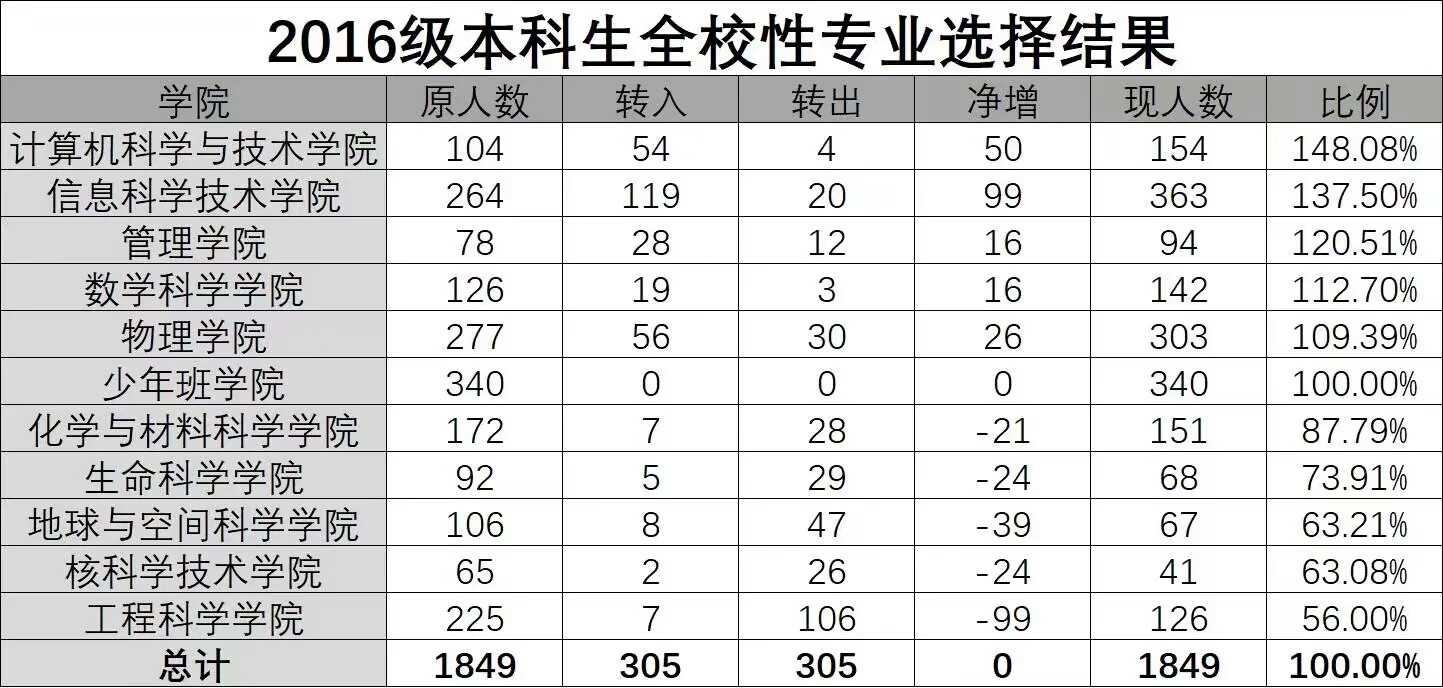 2016级本科生全校性专业选择结果
学院 原人数 转入 转出 净增 现人数 比例
计算机科学与技术学院 104 54 4 50 154 148.08%
信息科学技术学院 264 119 20 99 363 137.50%
管理学院 78 28 12 16 94 120.51%
数学科学学院 126 19 3 16 142 112.70%
物理学院 277 56 30 26 303 109.39%
少年班学院 340 0 0 0 340 100.00%
化学与材料科学学院 172 7 28 -21 151 87.79%
生命科学学院 92 5 29 -24 68 73.91%
地球与空间科学学院 106 8 47 -39 67 63.21%
核科学技术学院 65 2 26 -24 41 63.08%
工程科学学院 225 7 106 -99 126 56.00%
总计 1849 305 305 0 1849 100.00%